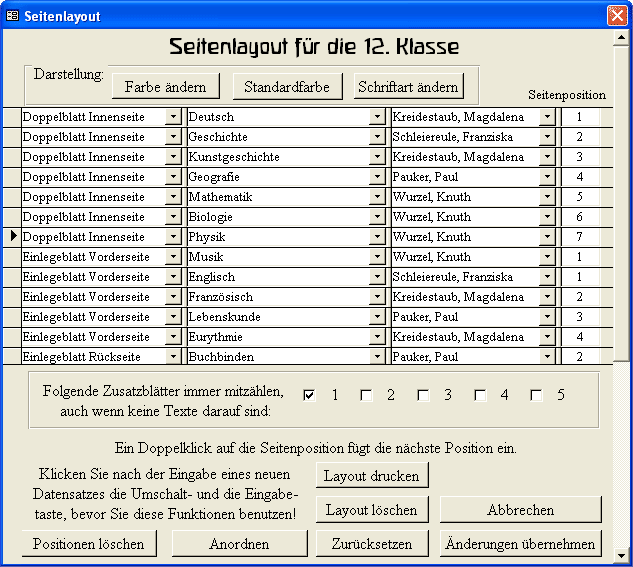 Seitenlayout
Seitenlayout für die 12. Klasse
Darstellung:
Farbe ändern
Standardfarbe
Schriftart ändern
Seitenposition
Doppelblatt Innenseite Deutsch Kreidestaub, Magdalena 1
Doppelblatt Innenseite Geschichte Schleiereule, Franziska 2
Doppelblatt Innenseite Kunstgeschichte Kreidestaub, Magdalena 3
Doppelblatt Innenseite Geografie Pauker, Paul 4
Doppelblatt Innenseite Mathematik Wurzel, Knuth 5
Doppelblatt Innenseite Biologie Wurzel, Knuth 6
Doppelblatt Innenseite Physik Wurzel, Knuth 7
Einlegeblatt Vorderseite Musik Wurzel, Knuth 1
Einlegeblatt Vorderseite Englisch Schleiereule, Franziska 1
Einlegeblatt Vorderseite Französisch Kreidestaub, Magdalena 2
Einlegeblatt Vorderseite Lebenskunde Pauker, Paul 3
Einlegeblatt Vorderseite Eurythmie Kreidestaub, Magdalena 4
Einlegeblatt Rückseite Buchbinden Pauker, Paul 2
Folgende Zusatzblätter immer mitzählen,
auch wenn keine Texte darauf sind:
1 2 3 4 5
Ein Doppelklick auf die Seitenposition fügt die nächste Position ein.
Klicken Sie nach der Eingabe eines neuen
Datensatzes die Umschalt- und die Eingabe-
taste, bevor Sie diese Funktionen benutzen!
Layout drucken
Layout löschen
Abbrechen
Positionen löschen
Anordnen
Zurücksetzen
Änderungen übernehmen